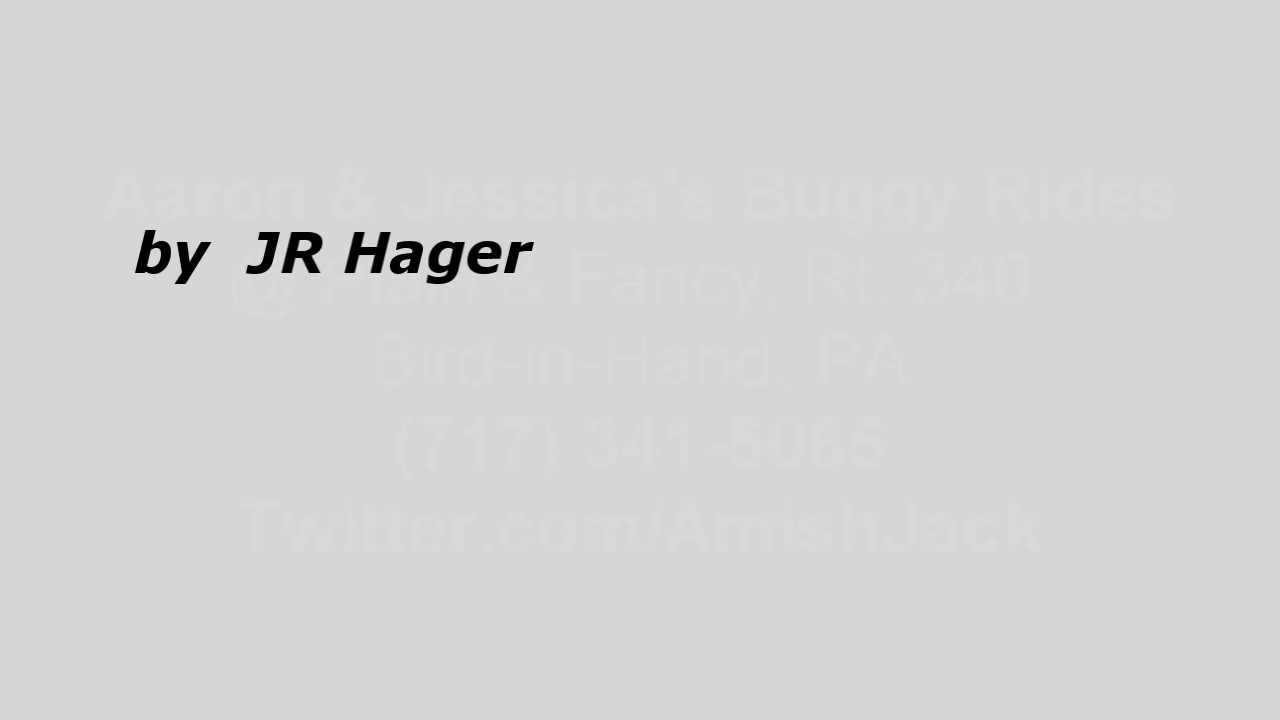 Aaron & Jessica's Buggy Rides
by JR Hager
@ Plain & Fancy, Rt. 340
Bird-in-Hand, PA
(717) 341-5065
Twitter.com/AmishJack